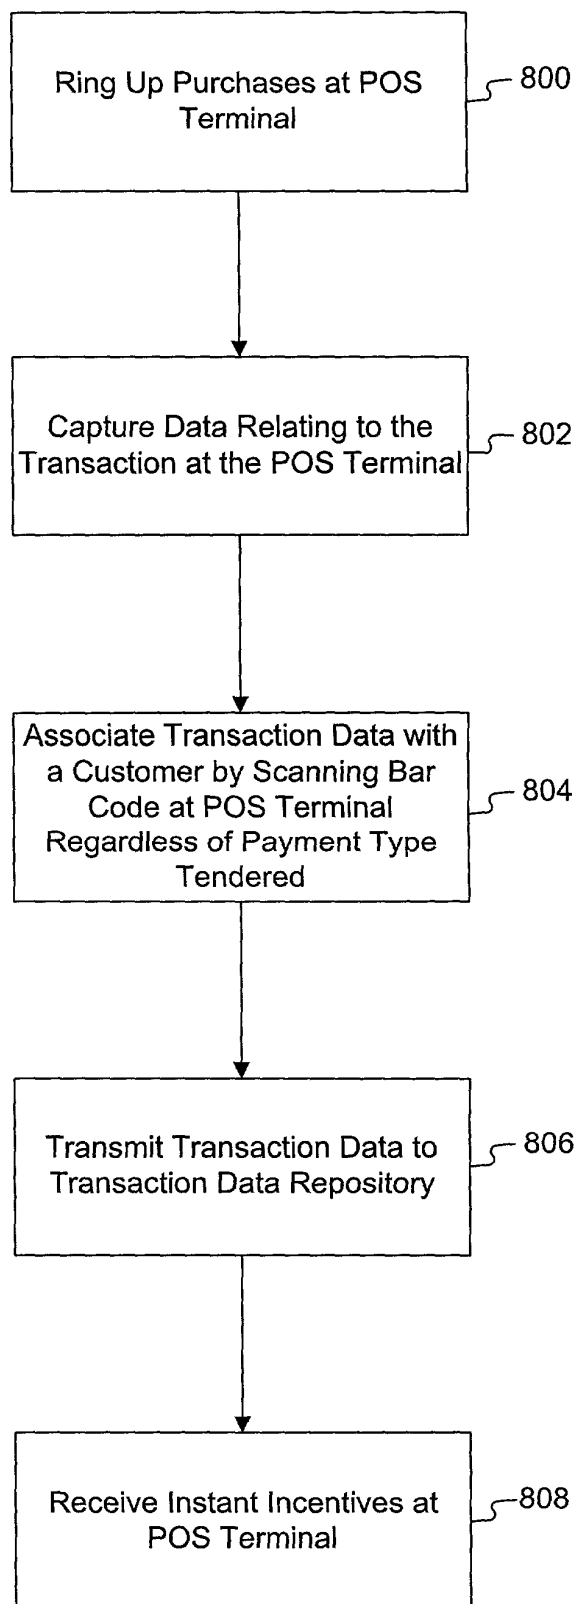 Ring Up Purchases at POS
Terminal
800
Capture Data Relating to the
Transaction at the POS Terminal
802
Associate Transaction Data with
a Customer by Scanning Bar
Code at POS Terminal
Regardless of Payment Type
Tendered
804
Transmit Transaction Data to
Transaction Data Repository
806
Receive Instant Incentives at
POS Terminal
808